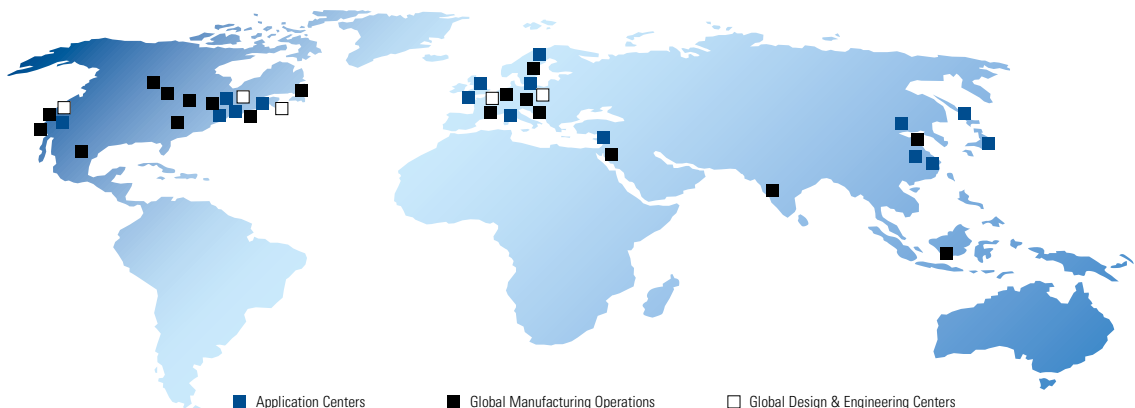 Application Centers
Global Manufacturing Operations
Global Design & Engineering Centers